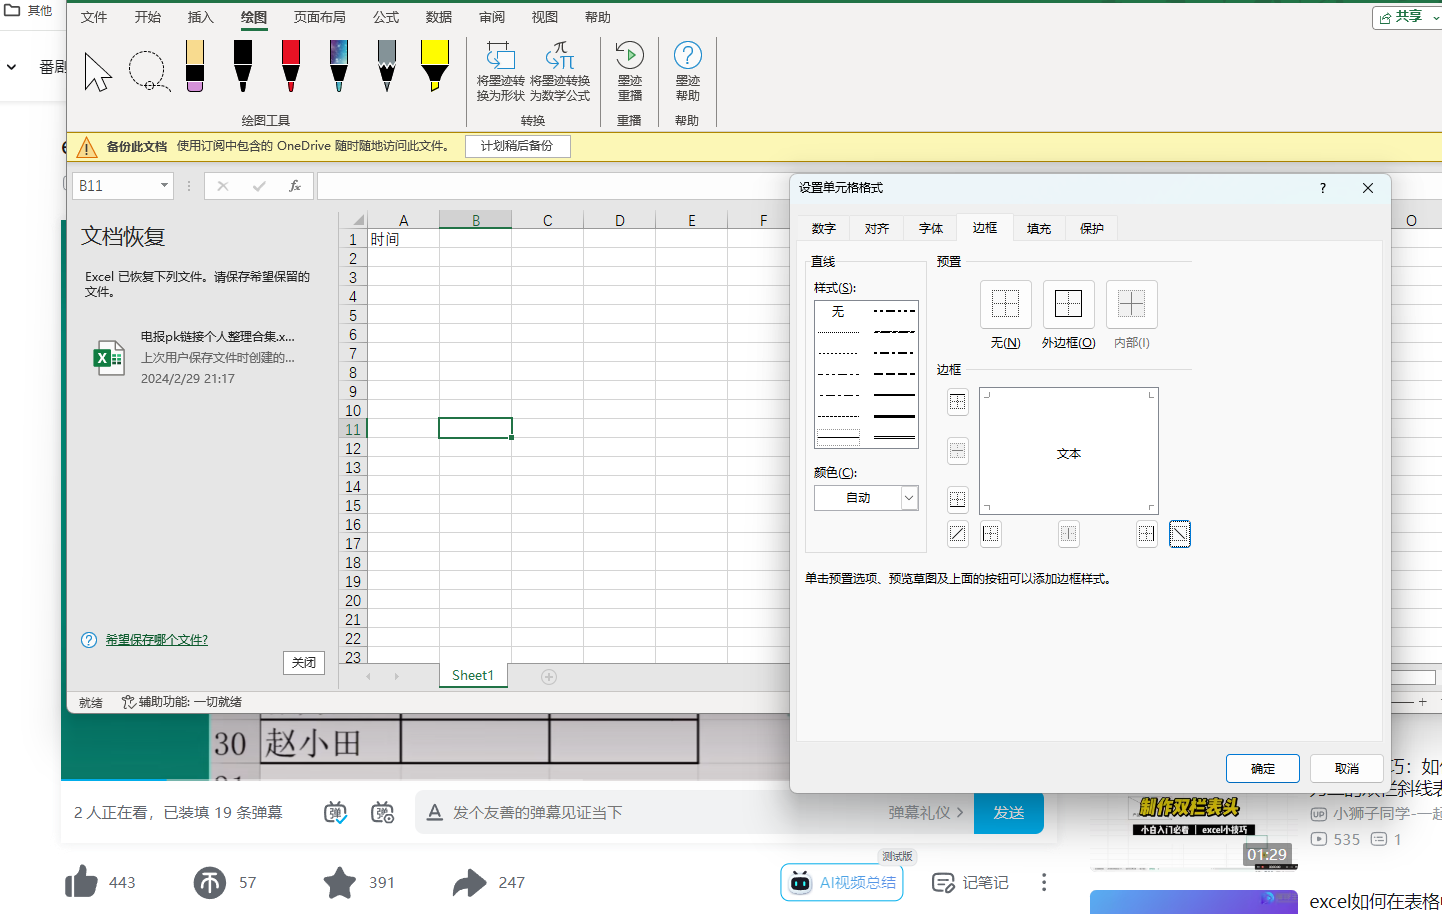 其他
文件 开始 插入 绘图 页面布局 公式 数据 审阅 视图 帮助
共享
番剧
将墨迹转换为形状
将墨迹转换为数学公式
墨迹重播
墨迹帮助
绘图工具 转换 重播 帮助
备份此文档 使用订阅中包含的 OneDrive 随时随地访问此文件。 计划稍后备份
B11
fx
文档恢复
Excel 已恢复下列文件。请保存希望保留的
文件。
电报pk链接个人整理合集.x...
上次用户保存文件时创建的...
2024/2/29 21:17
希望保存哪个文件?
关闭
A B C D E F O
1 时间
2
3
4
5
6
7
8
9
10
11
12
13
14
15
16
17
18
19
20
21
22
23
Sheet1
就绪 辅助功能: 一切就绪
设置单元格格式 ?
数字 对齐 字体 边框 填充 保护
直线
样式(S):
无
颜色(C):
自动
预置
无(N) 外边框(O) 内部(I)
边框
文本
单击预置选项、预览草图及上面的按钮可以添加边框样式。
确定 取消
30 赵小田
2 人正在看，已装填 19 条弹幕
发个友善的弹幕见证当下
弹幕礼仪
发送
443 57 391 247
测试版
AI视频总结
记笔记
制作双栏表头
小白入门必看 | excel小技巧
01:29
小狮子同学-一起
535 1
excel如何在表格